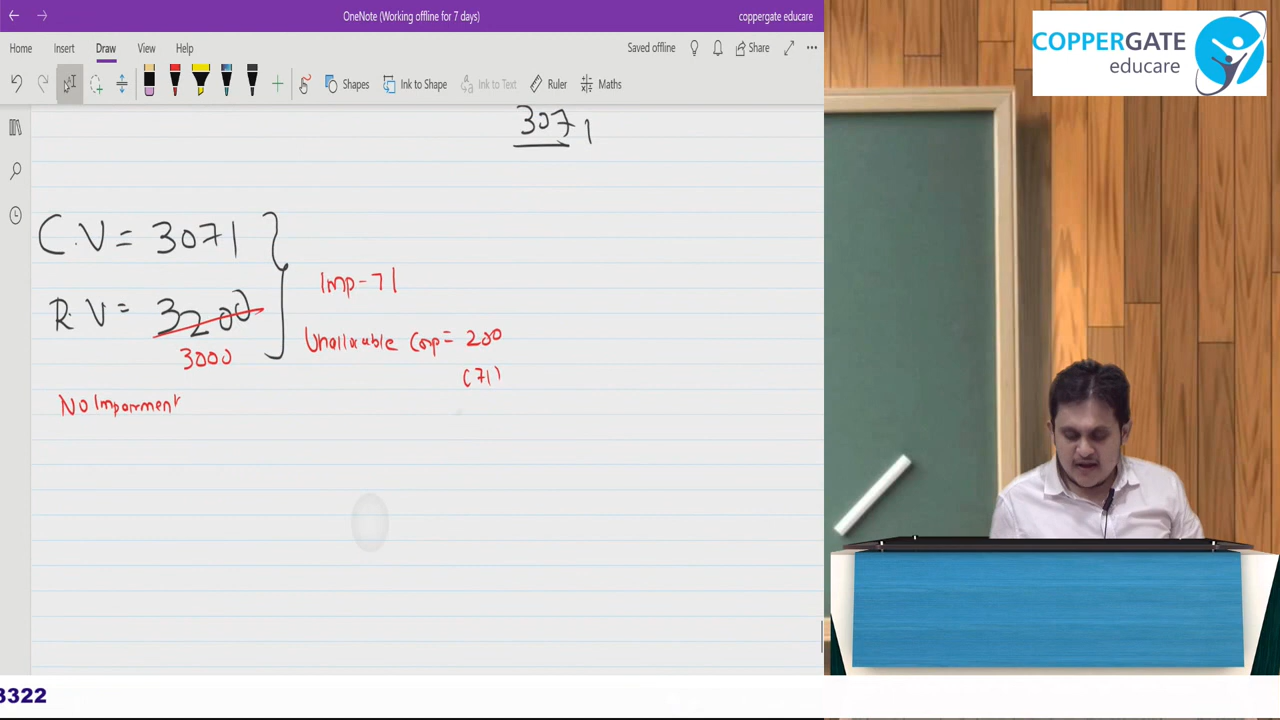 OneNote (Working offline for 7 days)
coppergate educare
Home Insert Draw View Help
Saved offline Share
Shapes Ink to Shape Ink to Text Ruler Maths
COPPERGATE
educare
3071
C.V = 3071
R.V = 3200
3000
No Imparment
Imp - 71
Unallocable Corp = 200
(71)
3322